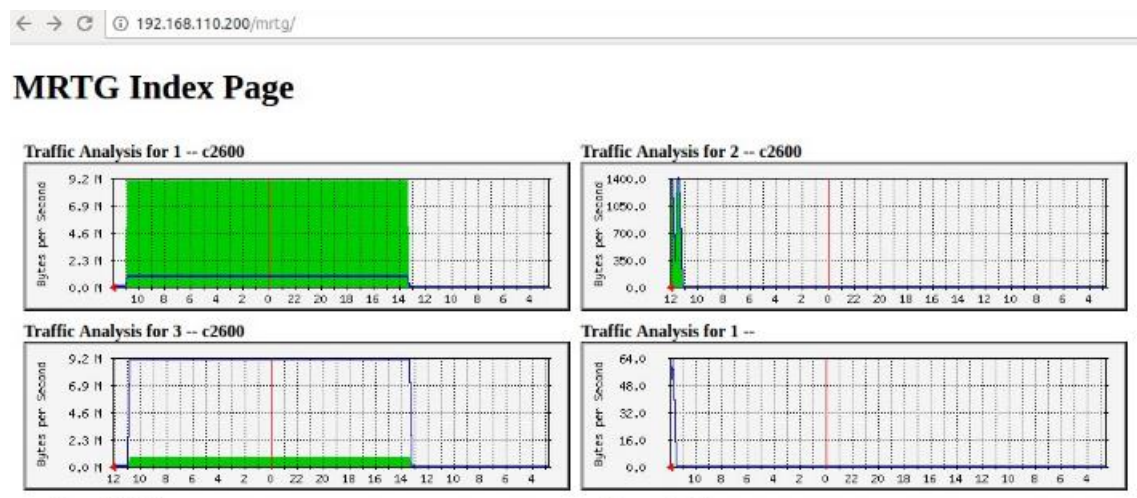 192.168.110.200/mrtg/
MRTG Index Page
Traffic Analysis for 1 -- c2600
Bytes per Second
9.2 M
6.9 M
4.6 M
2.3 M
0.0 M
10 8 6 4 2 0 22 20 18 16 14 12 10 8 6 4
Traffic Analysis for 2 -- c2600
Bytes per Second
1400.0
1050.0
700.0
350.0
0.0
12 10 8 6 4 2 0 22 20 18 16 14 12 10 8 6 4
Traffic Analysis for 3 -- c2600
Bytes per Second
9.2 M
6.9 M
4.6 M
2.3 M
0.0 M
12 10 8 6 4 2 0 22 20 18 16 14 12 10 8 6 4
Traffic Analysis for 1 --
Bytes per Second
64.0
48.0
32.0
16.0
0.0
10 8 6 4 2 0 22 20 18 16 14 12 10 8 6 4